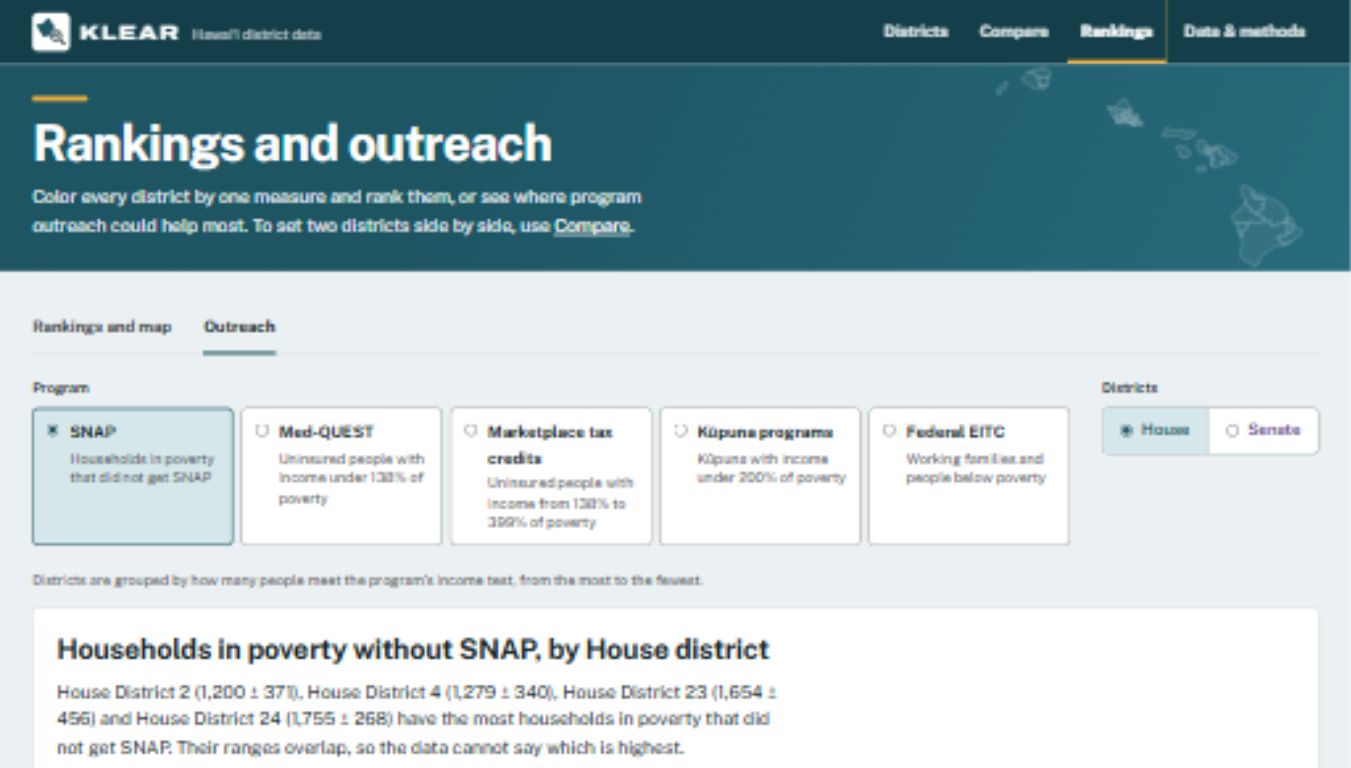 KLEAR Hawaiʻi district data
Districts Compare Rankings Data & methods
Rankings and outreach
Color every district by one measure and rank them, or see where program
outreach could help most. To set two districts side by side, use Compare.
Rankings and map Outreach
Program
Districts
SNAP
Households in poverty
that did not get SNAP
Med-QUEST
Uninsured people with
income under 138% of
poverty
Marketplace tax
credits
Uninsured people with
income from 138% to
399% of poverty
Kūpuna programs
Kūpuna with income
under 200% of poverty
Federal EITC
Working families and
people below poverty
House Senate
Districts are grouped by how many people meet the program's income test, from the most to the fewest.
Households in poverty without SNAP, by House district
House District 2 (1,200 ± 371), House District 4 (1,279 ± 340), House District 23 (1,654 ±
456) and House District 24 (1,755 ± 268) have the most households in poverty that did
not get SNAP. Their ranges overlap, so the data cannot say which is highest.